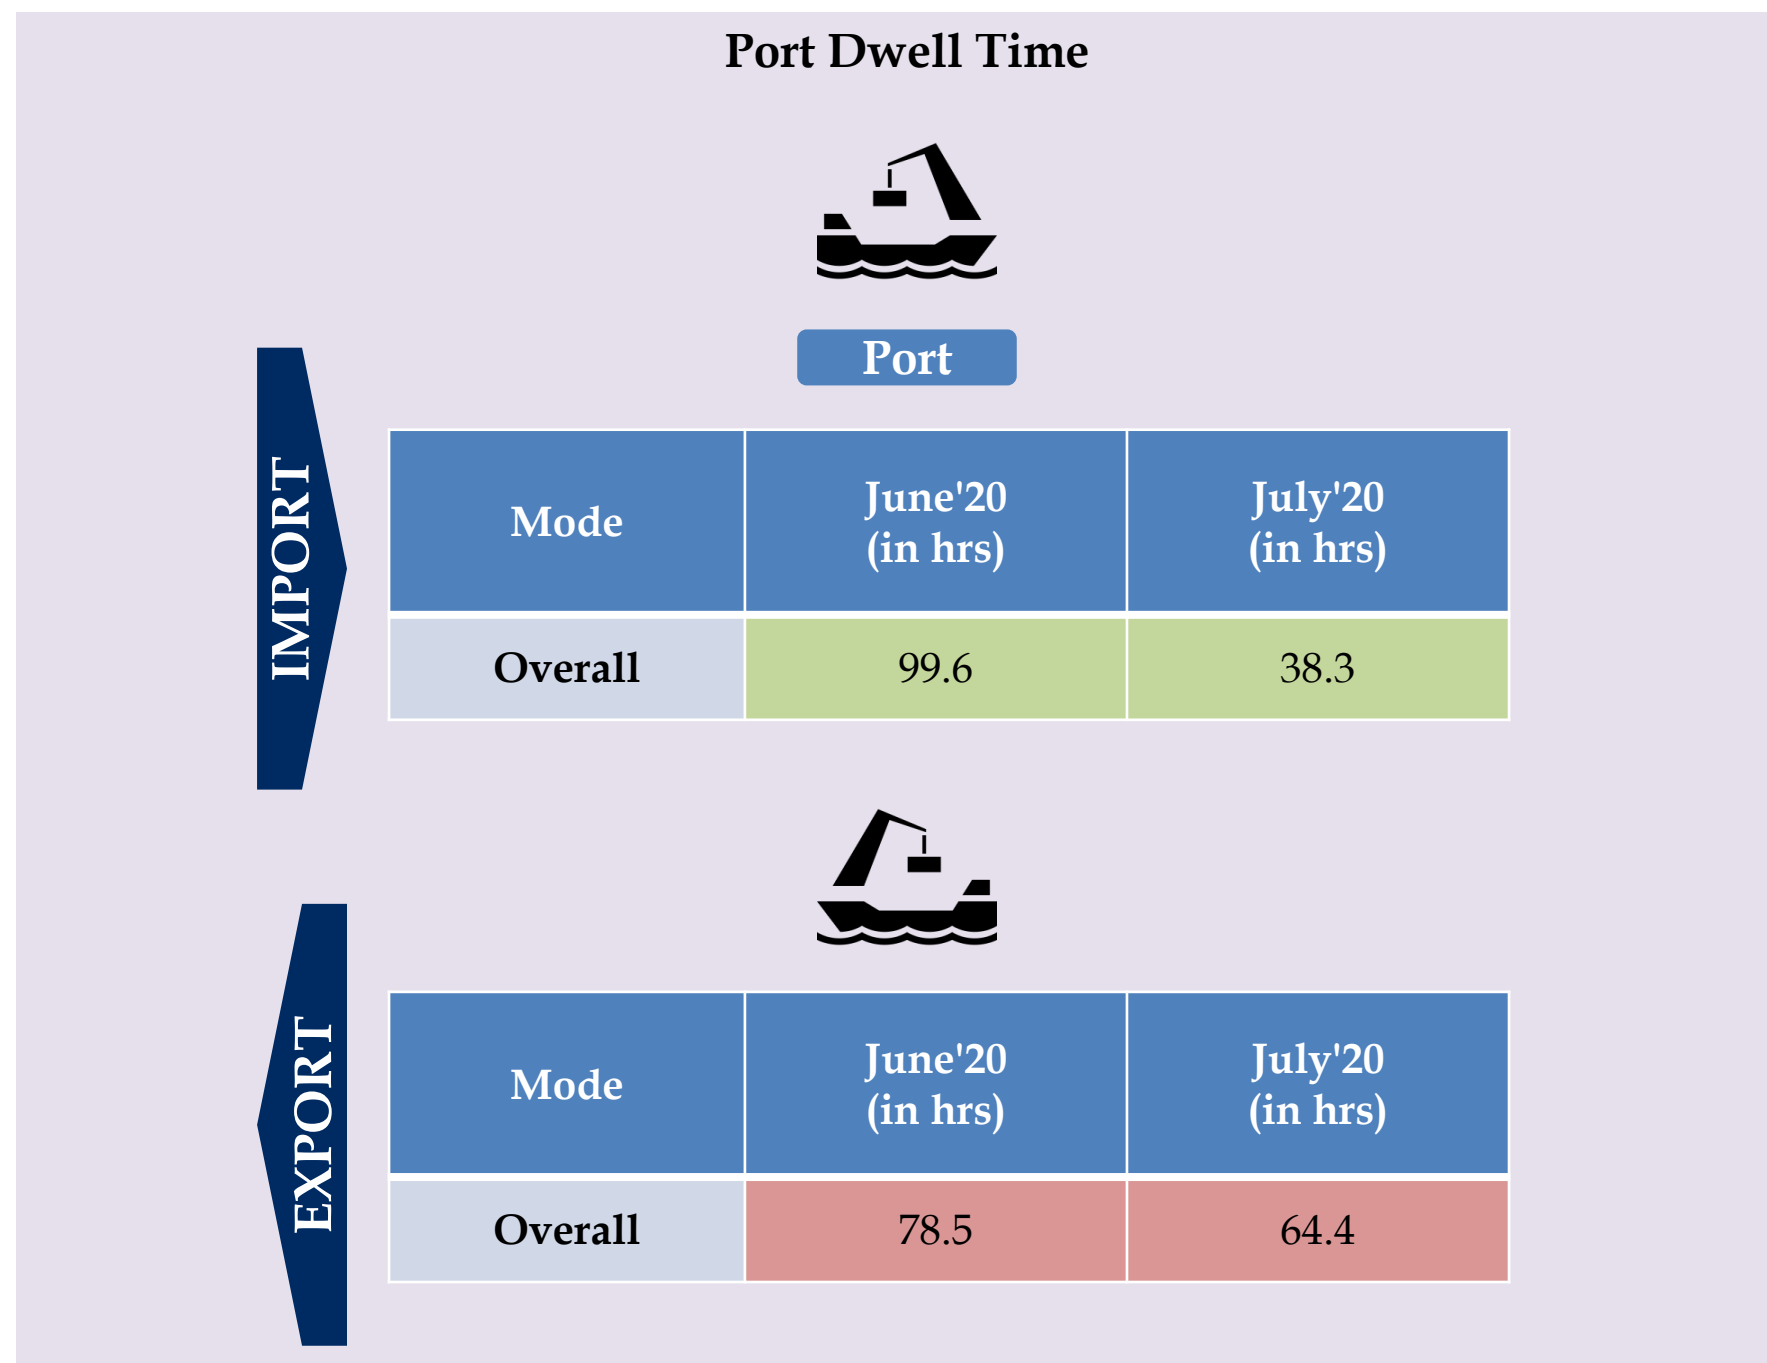 Port Dwell Time
Port
IMPORT
Mode
June'20
(in hrs)
July'20
(in hrs)
Overall
99.6
38.3
EXPORT
Mode
June'20
(in hrs)
July'20
(in hrs)
Overall
78.5
64.4